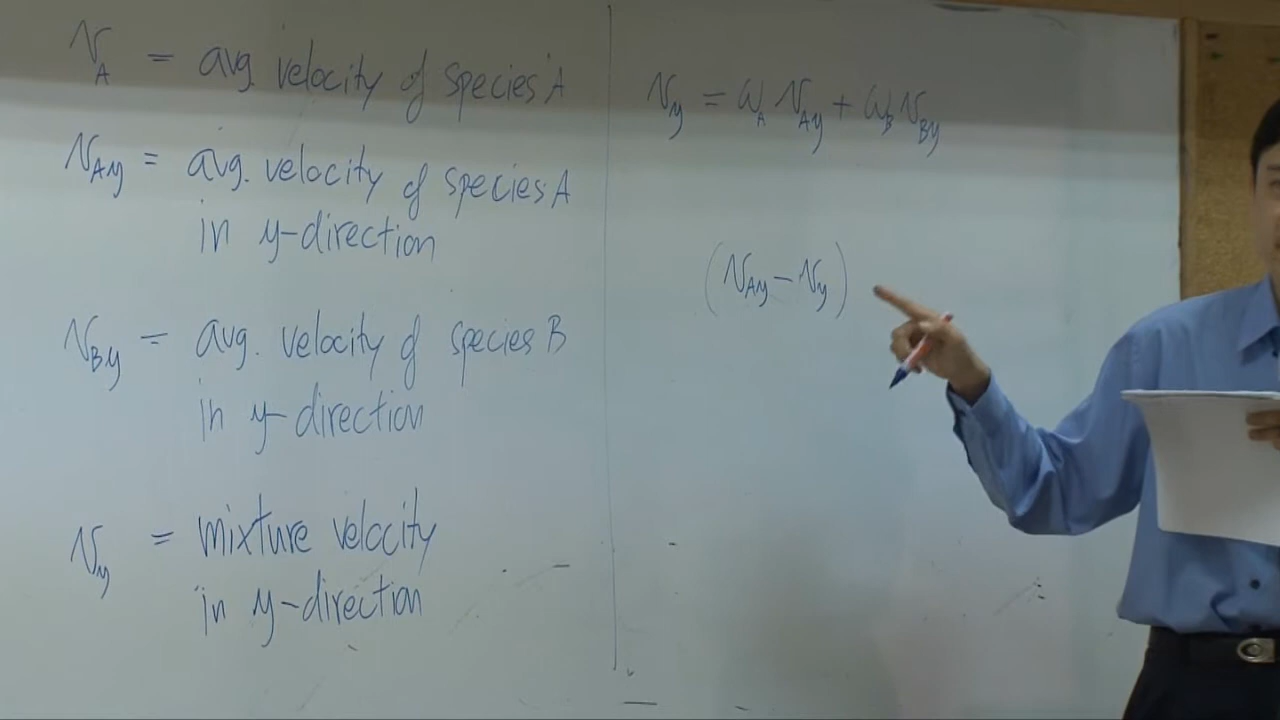 v_A = avg. velocity of species A
v_Ay = avg. velocity of species A
in y-direction
v_By = avg. velocity of species B
in y-direction
v_y = mixture velocity
in y-direction
v_y = ω_A v_Ay + ω_B v_By
(v_Ay - v_y)